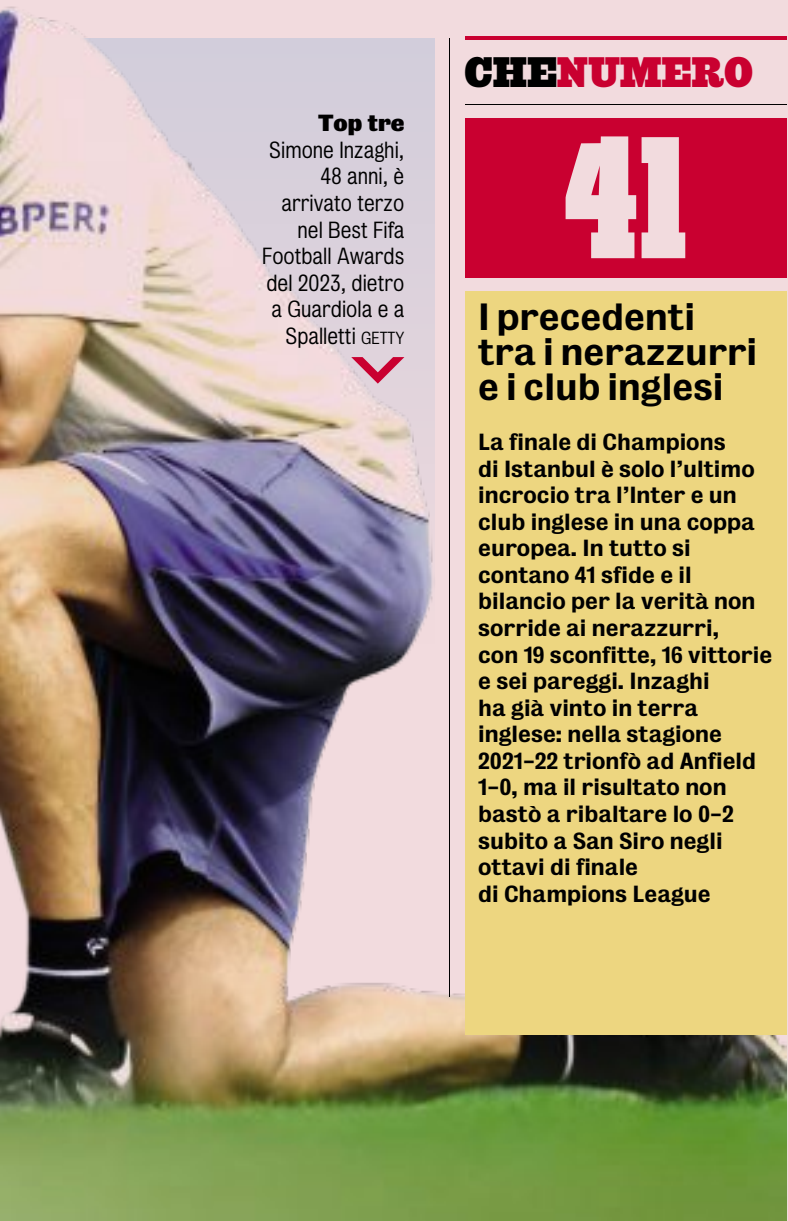 BPER:
Top tre
Simone Inzaghi,
48 anni, è
arrivato terzo
nel Best Fifa
Football Awards
del 2023, dietro
a Guardiola e a
Spalletti GETTY
CHENUMERO
41
I precedenti
tra i nerazzurri
e i club inglesi
La finale di Champions
di Istanbul è solo l’ultimo
incrocio tra l’Inter e un
club inglese in una coppa
europea. In tutto si
contano 41 sfide e il
bilancio per la verità non
sorride ai nerazzurri,
con 19 sconfitte, 16 vittorie
e sei pareggi. Inzaghi
ha già vinto in terra
inglese: nella stagione
2021-22 trionfò ad Anfield
1-0, ma il risultato non
bastò a ribaltare lo 0-2
subito a San Siro negli
ottavi di finale
di Champions League